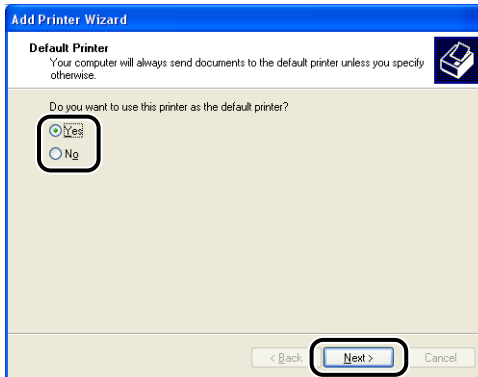 Add Printer Wizard
Default Printer
Your computer will always send documents to the default printer unless you specify
otherwise.
Do you want to use this printer as the default printer?
Yes
No
< Back
Next >
Cancel